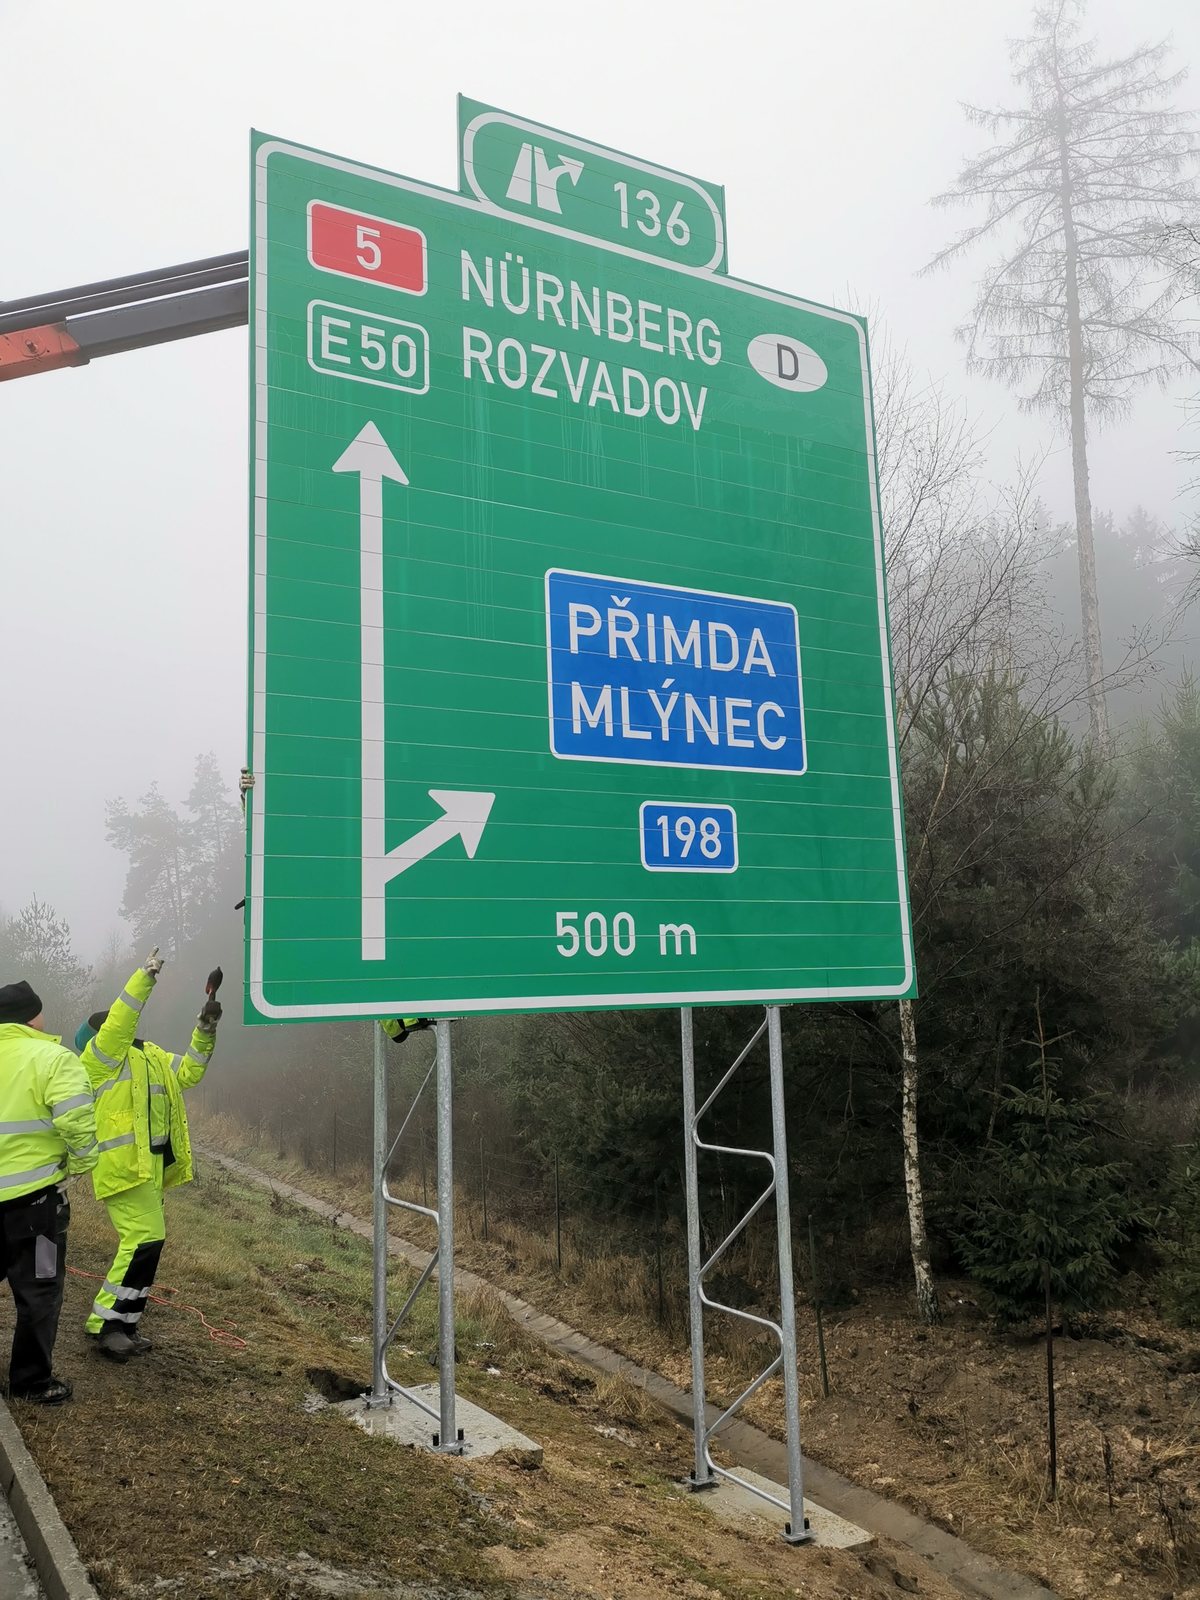 136
5
NÜRNBERG
D
E50
ROZVADOV
PŘIMDA
MLÝNEC
198
500 m